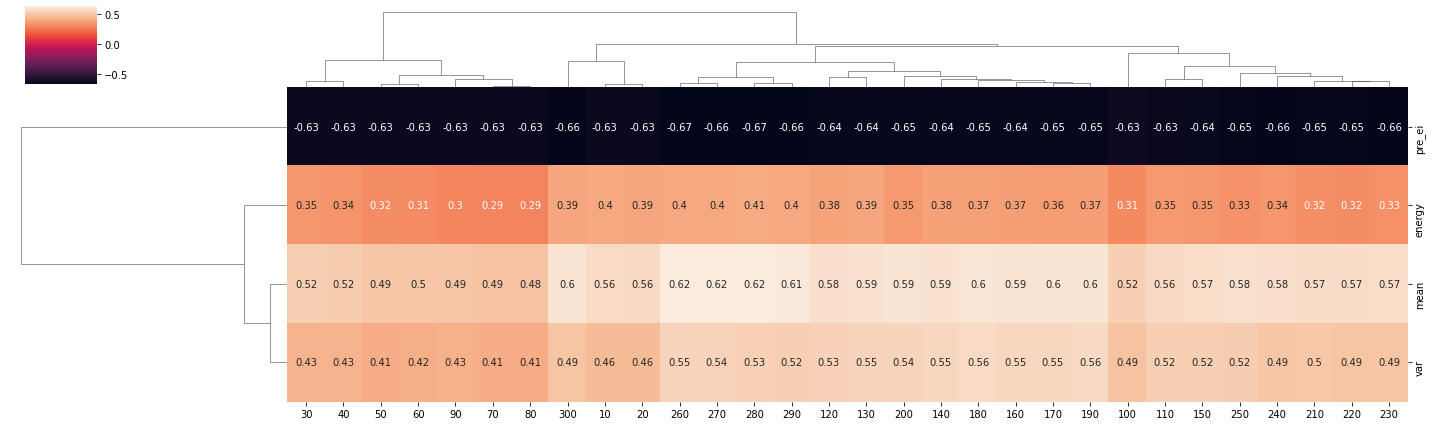 0.5
0.0
−0.5
-0.63 -0.63 -0.63 -0.63 -0.63 -0.63 -0.63 -0.66 -0.63 -0.63 -0.67 -0.66 -0.67 -0.66 -0.64 -0.64 -0.65 -0.64 -0.65 -0.64 -0.65 -0.65 -0.63 -0.63 -0.64 -0.65 -0.66 -0.65 -0.65 -0.66 pre_ei
0.35 0.34 0.32 0.31 0.3 0.29 0.29 0.39 0.4 0.39 0.4 0.4 0.41 0.4 0.38 0.39 0.35 0.38 0.37 0.37 0.36 0.37 0.31 0.35 0.35 0.33 0.34 0.32 0.32 0.33 energy
0.52 0.52 0.49 0.5 0.49 0.49 0.48 0.6 0.56 0.56 0.62 0.62 0.62 0.61 0.58 0.59 0.59 0.59 0.6 0.59 0.6 0.6 0.52 0.56 0.57 0.58 0.58 0.57 0.57 0.57 mean
0.43 0.43 0.41 0.42 0.43 0.41 0.41 0.49 0.46 0.46 0.55 0.54 0.53 0.52 0.53 0.55 0.54 0.55 0.56 0.55 0.55 0.56 0.49 0.52 0.52 0.52 0.49 0.5 0.49 0.49 var
30 40 50 60 90 70 80 300 10 20 260 270 280 290 120 130 200 140 180 160 170 190 100 110 150 250 240 210 220 230